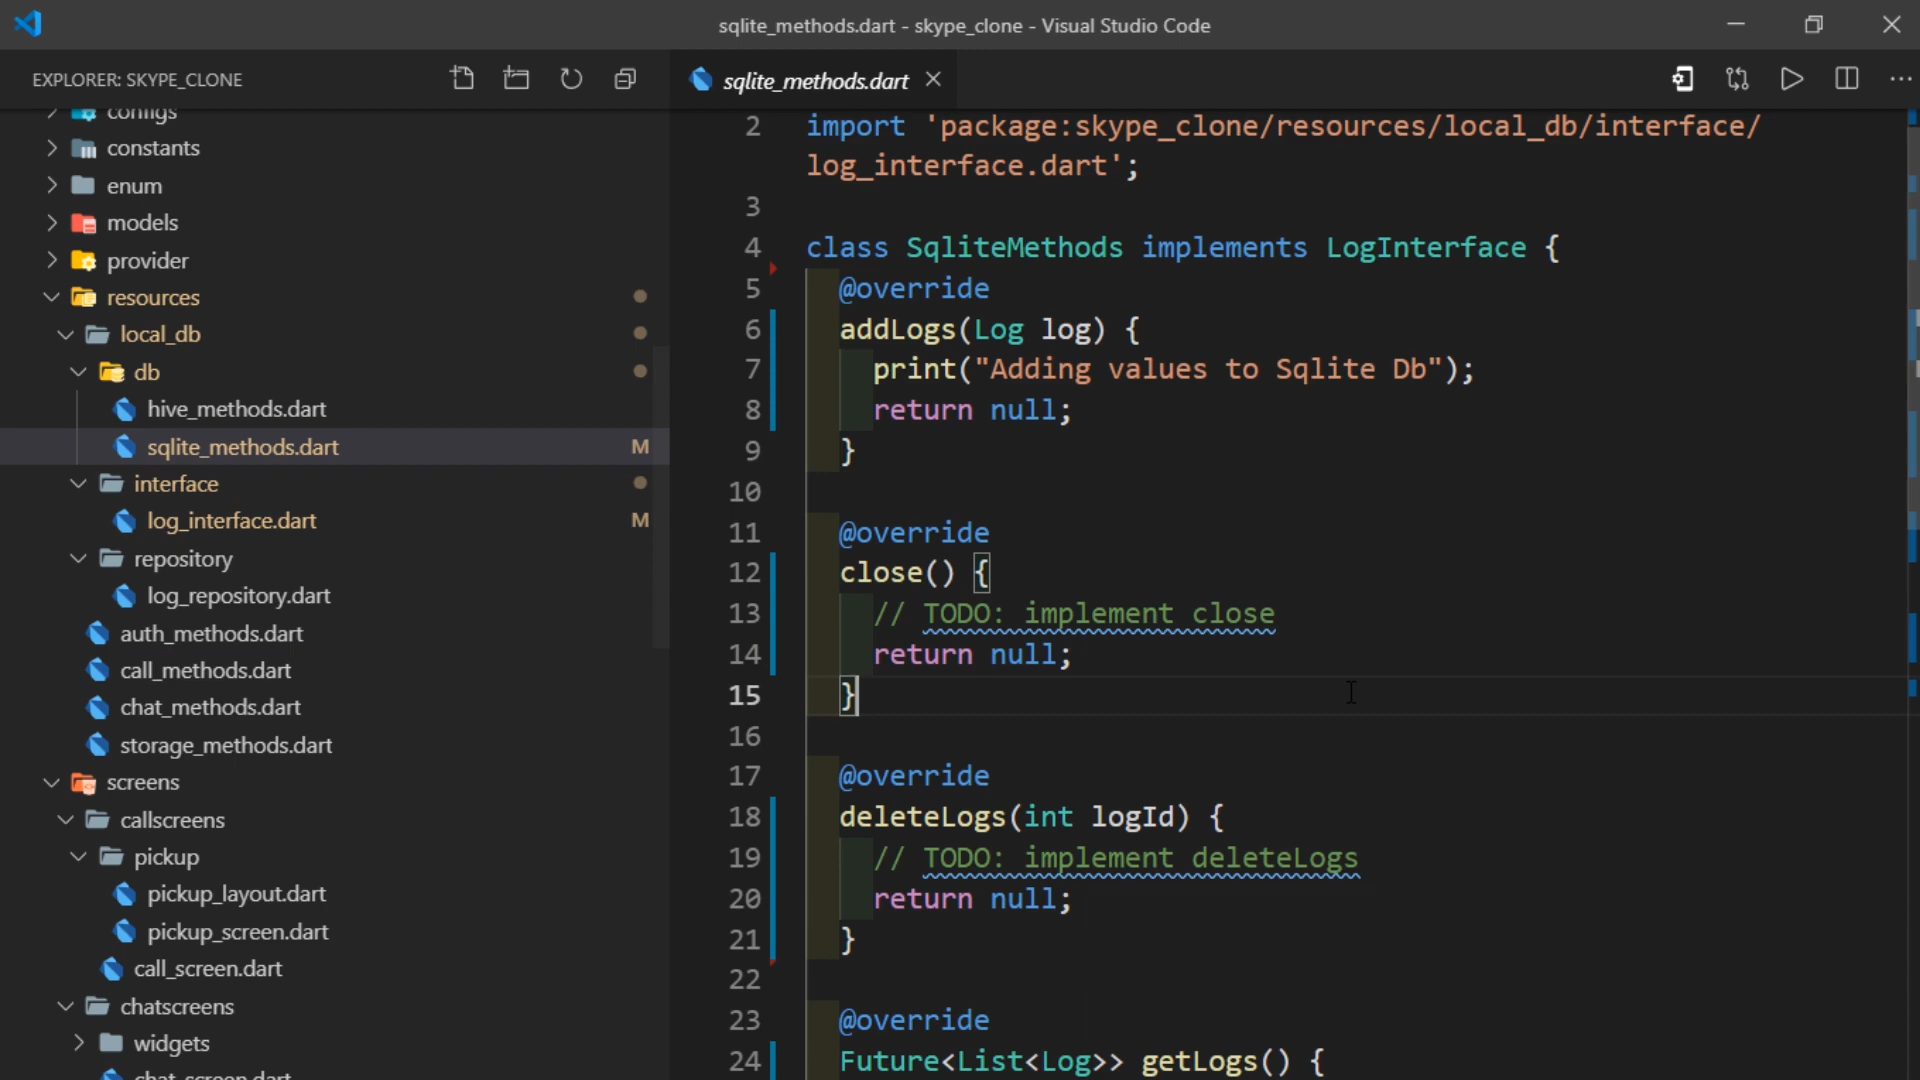 sqlite_methods.dart - skype_clone - Visual Studio Code
EXPLORER: SKYPE_CLONE
sqlite_methods.dart
configs
constants
enum
models
provider
resources
local_db
db
hive_methods.dart
sqlite_methods.dart M
interface
log_interface.dart M
repository
log_repository.dart
auth_methods.dart
call_methods.dart
chat_methods.dart
storage_methods.dart
screens
callscreens
pickup
pickup_layout.dart
pickup_screen.dart
call_screen.dart
chatscreens
widgets
chat_screen.dart
2 import 'package:skype_clone/resources/local_db/interface/
log_interface.dart';
3
4 class SqliteMethods implements LogInterface {
5 @override
6 addLogs(Log log) {
7 print("Adding values to Sqlite Db");
8 return null;
9 }
10
11 @override
12 close() {
13 // TODO: implement close
14 return null;
15 }
16
17 @override
18 deleteLogs(int logId) {
19 // TODO: implement deleteLogs
20 return null;
21 }
22
23 @override
24 Future<List<Log>> getLogs() {